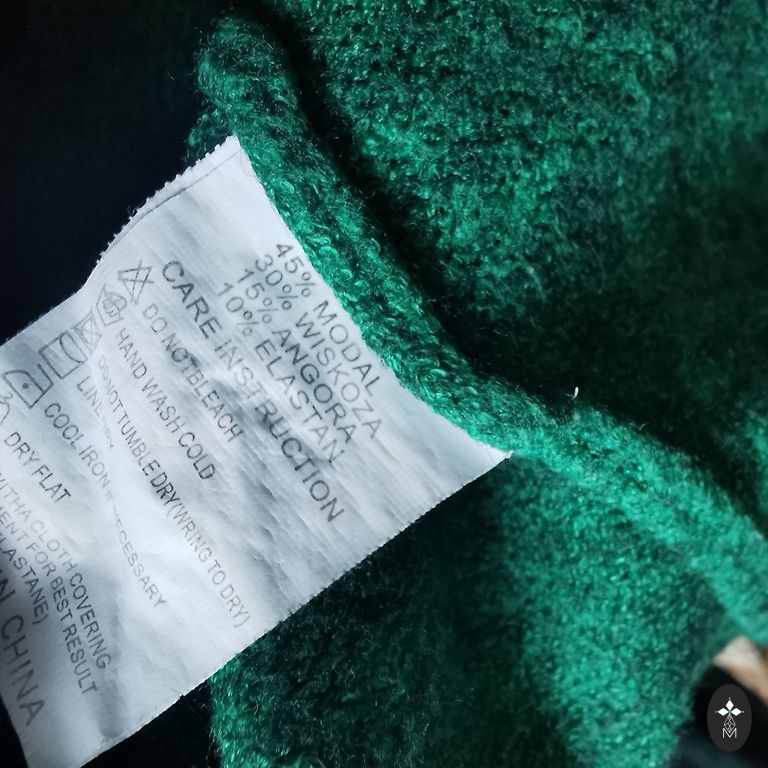 45% MODAL
30% WISKOZA
15% ANGORA
10% ELASTAN
CARE INSTRUCTION
DO NOT BLEACH
HAND WASH COLD
DO NOT TUMBLE DRY (WRING TO DRY)
LINE DRY
COOL IRON IF NECESSARY
DRY FLAT
WITH A CLOTH COVERING
FOR BEST RESULT
ELASTANE)
CHINA
M